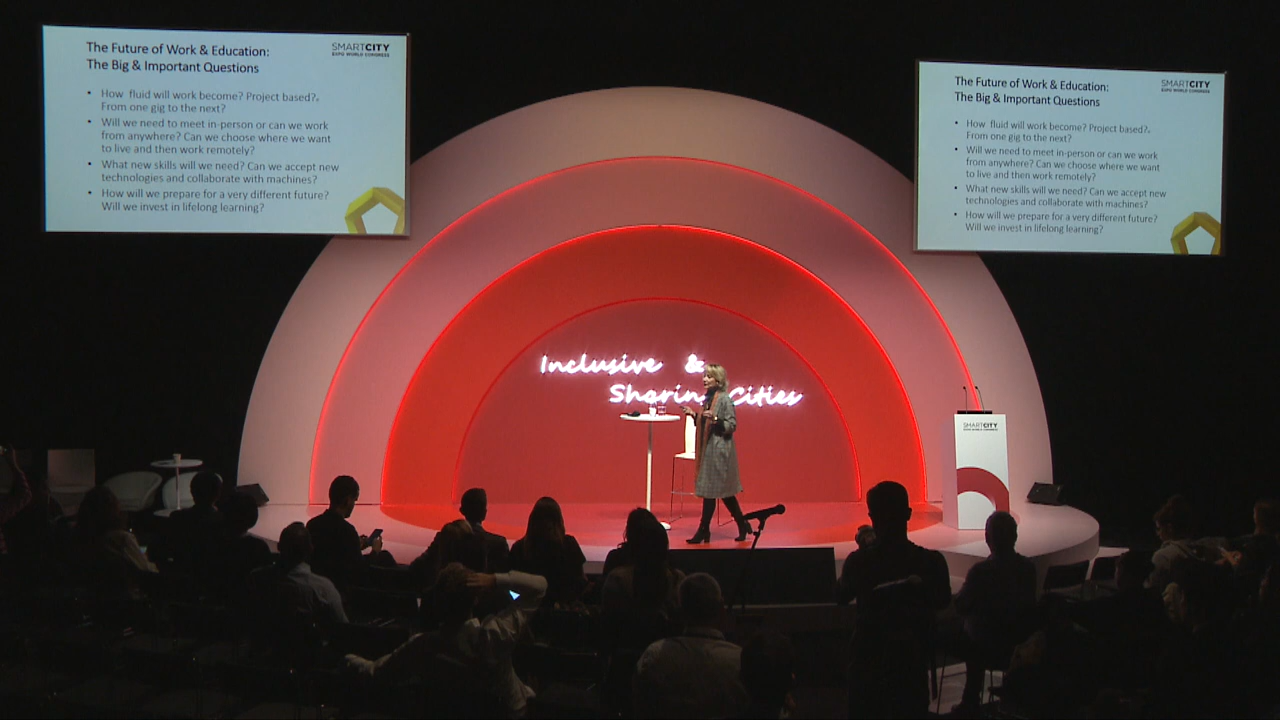 The Future of Work & Education:
The Big & Important Questions
SMARTCITY
EXPO WORLD CONGRESS
• How fluid will work become? Project based?.
From one gig to the next?
• Will we need to meet in-person or can we work
from anywhere? Can we choose where we want
to live and then work remotely?
• What new skills will we need? Can we accept new
technologies and collaborate with machines?
• How will we prepare for a very different future?
Will we invest in lifelong learning?
The Future of Work & Education:
The Big & Important Questions
SMARTCITY
EXPO WORLD CONGRESS
• How fluid will work become? Project based?.
From one gig to the next?
• Will we need to meet in-person or can we work
from anywhere? Can we choose where we want
to live and then work remotely?
• What new skills will we need? Can we accept new
technologies and collaborate with machines?
• How will we prepare for a very different future?
Will we invest in lifelong learning?
Inclusive &
Sharin Cities
SMARTCITY
EXPO WORLD CONGRESS